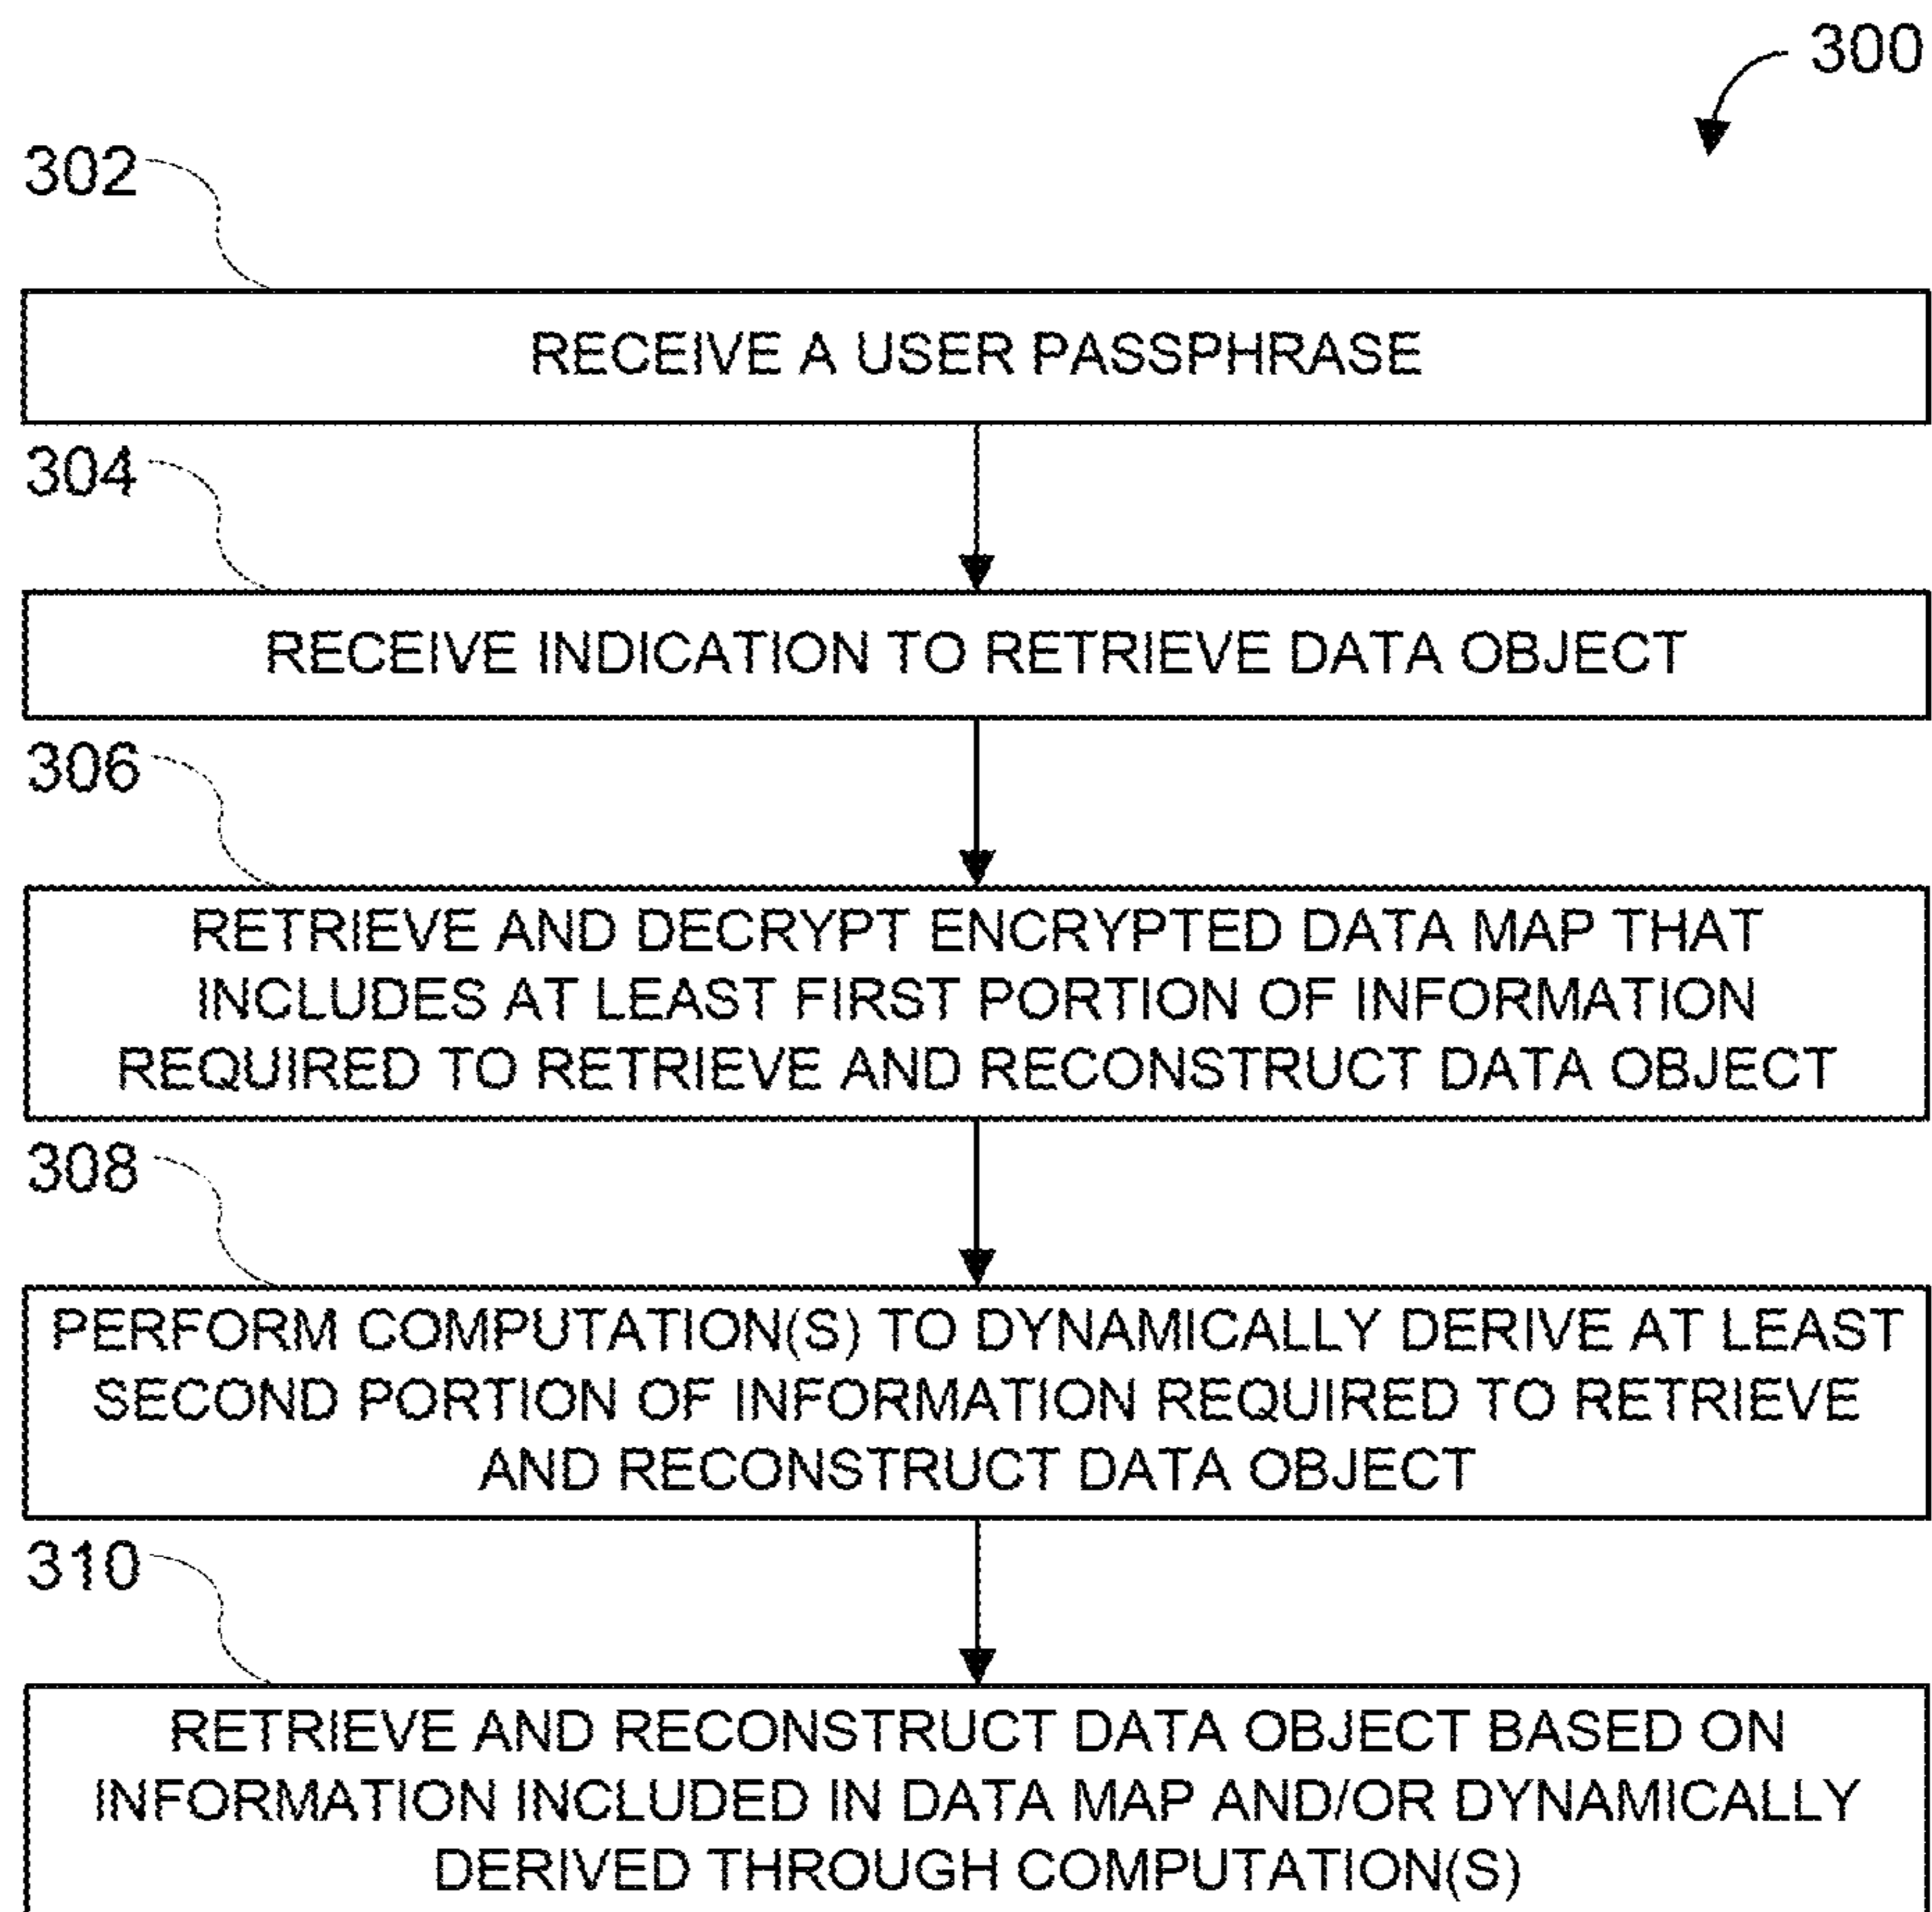 300
302
RECEIVE A USER PASSPHRASE
304
RECEIVE INDICATION TO RETRIEVE DATA OBJECT
306
RETRIEVE AND DECRYPT ENCRYPTED DATA MAP THAT
INCLUDES AT LEAST FIRST PORTION OF INFORMATION
REQUIRED TO RETRIEVE AND RECONSTRUCT DATA OBJECT
308
PERFORM COMPUTATION(S) TO DYNAMICALLY DERIVE AT LEAST
SECOND PORTION OF INFORMATION REQUIRED TO RETRIEVE
AND RECONSTRUCT DATA OBJECT
310
RETRIEVE AND RECONSTRUCT DATA OBJECT BASED ON
INFORMATION INCLUDED IN DATA MAP AND/OR DYNAMICALLY
DERIVED THROUGH COMPUTATION(S)